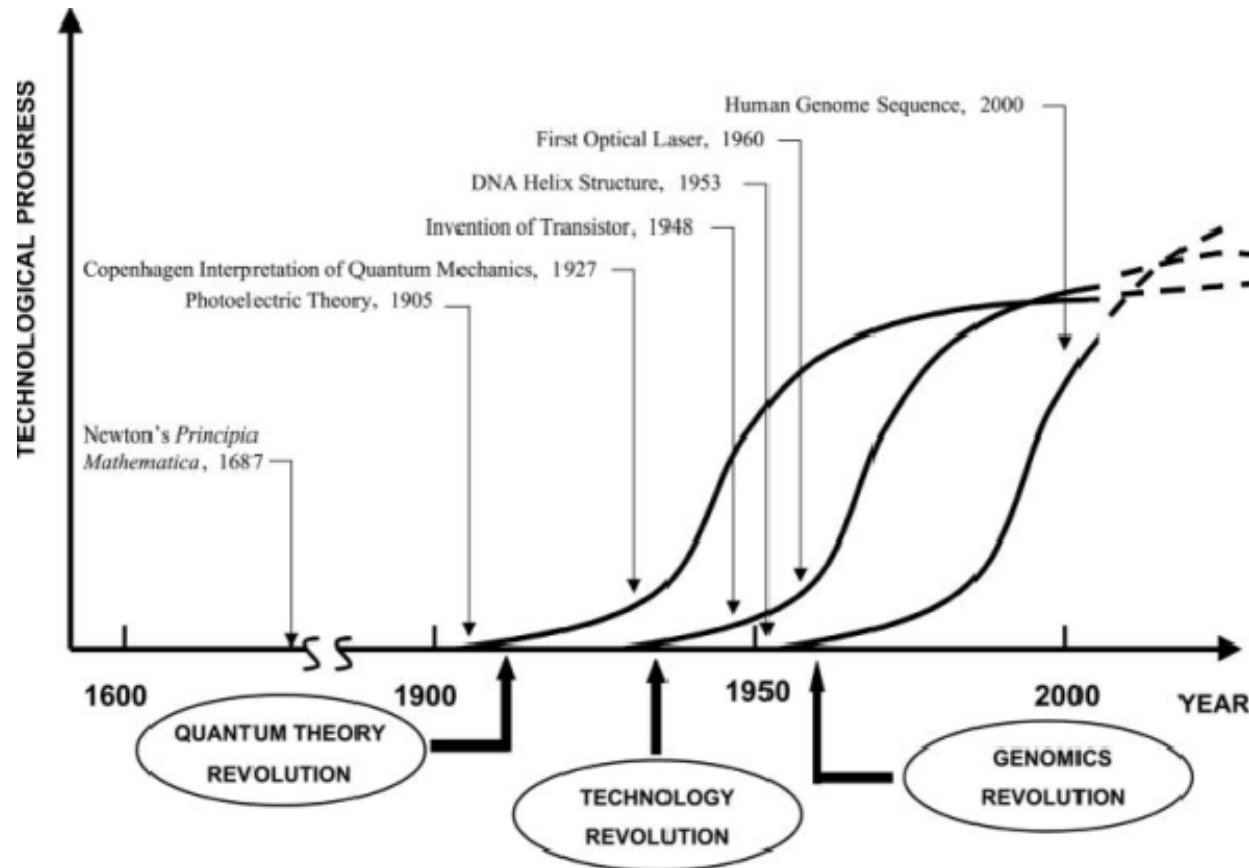 TECHNOLOGICAL PROGRESS
Human Genome Sequence, 2000
First Optical Laser, 1960
DNA Helix Structure, 1953
Invention of Transistor, 1948
Copenhagen Interpretation of Quantum Mechanics, 1927
Photoelectric Theory, 1905
Newton's Principia
Mathematica, 1687
1600
1900
1950
2000
YEAR
QUANTUM THEORY
REVOLUTION
TECHNOLOGY
REVOLUTION
GENOMICS
REVOLUTION